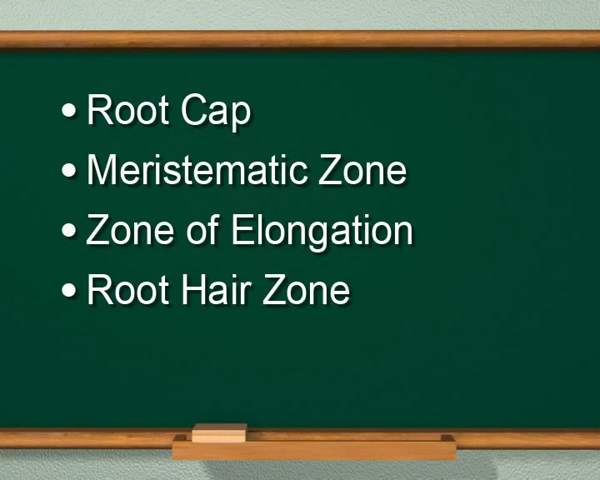 • Root Cap
• Meristematic Zone
• Zone of Elongation
• Root Hair Zone